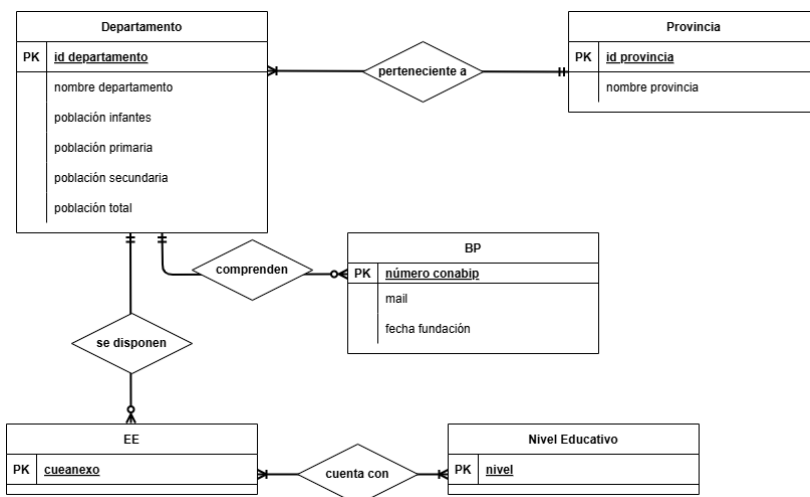 Departamento
PK id departamento
nombre departamento
población infantes
población primaria
población secundaria
población total
perteneciente a
Provincia
PK id provincia
nombre provincia
comprenden
BP
PK número conabip
mail
fecha fundación
se disponen
EE
PK cueanexo
cuenta con
Nivel Educativo
PK nivel